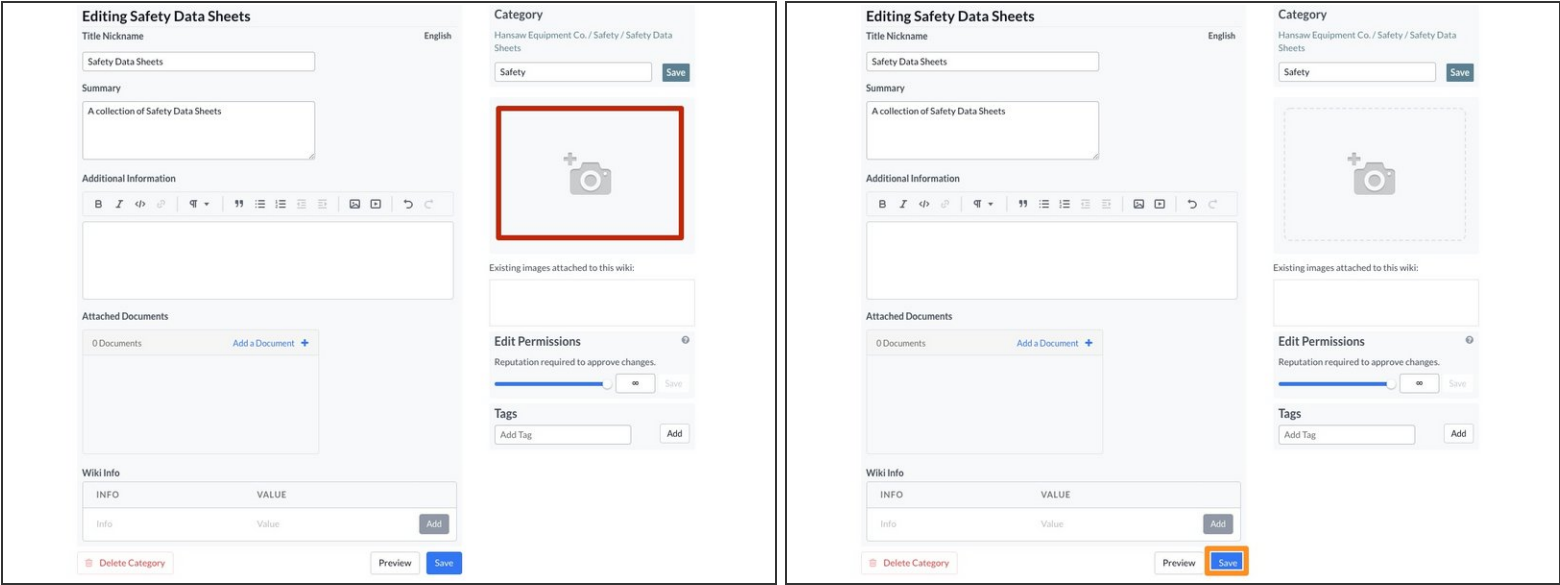 Editing Safety Data Sheets
Title Nickname English
Safety Data Sheets
Summary
A collection of Safety Data Sheets
Additional Information
B I </>
Attached Documents
0 Documents Add a Document +
Wiki Info
INFO VALUE
Info Value Add
Delete Category Preview Save
Category
Hansaw Equipment Co. / Safety / Safety Data
Sheets
Safety Save
Existing images attached to this wiki:
Edit Permissions ?
Reputation required to approve changes.
∞ Save
Tags
Add Tag Add
Editing Safety Data Sheets
Title Nickname English
Safety Data Sheets
Summary
A collection of Safety Data Sheets
Additional Information
B I </>
Attached Documents
0 Documents Add a Document +
Wiki Info
INFO VALUE
Info Value Add
Delete Category Preview Save
Category
Hansaw Equipment Co. / Safety / Safety Data
Sheets
Safety Save
Existing images attached to this wiki:
Edit Permissions ?
Reputation required to approve changes.
∞ Save
Tags
Add Tag Add